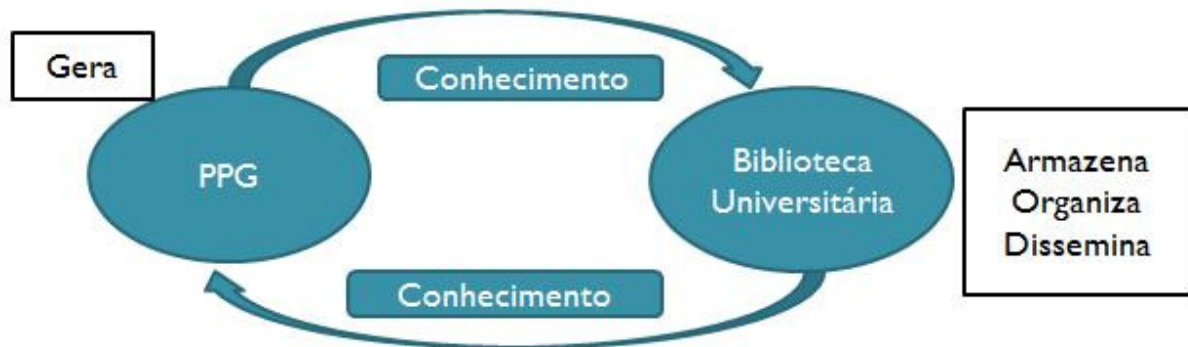 Gera
Conhecimento
PPG
Biblioteca
Universitária
Armazena
Organiza
Dissemina
Conhecimento